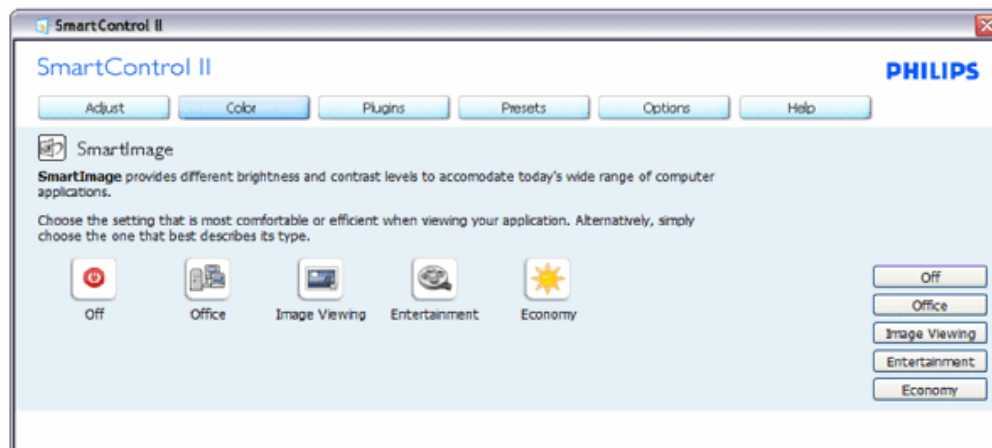 SmartControl II
SmartControl II
PHILIPS
Adjust Color Plugins Presets Options Help
SmartImage
SmartImage provides different brightness and contrast levels to accomodate today's wide range of computer
applications.
Choose the setting that is most comfortable or efficient when viewing your application. Alternatively, simply
choose the one that best describes its type.
Off Office Image Viewing Entertainment Economy
Off
Office
Image Viewing
Entertainment
Economy